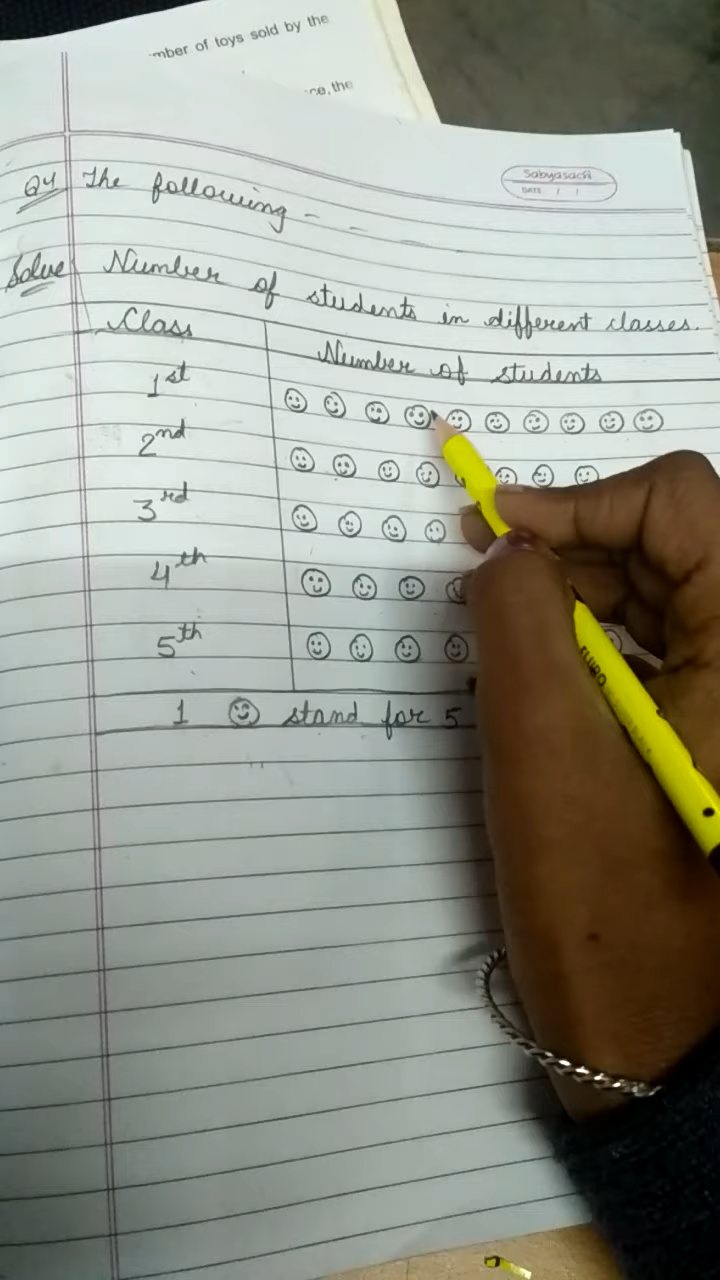 mber of toys sold by the
ce, the
Sabyasachi
DATE / /
Q4 The following - - -
Solve Number of students in different classes.
Class Number of students
1st
2nd
3rd
4th
5th
1 stand for 5